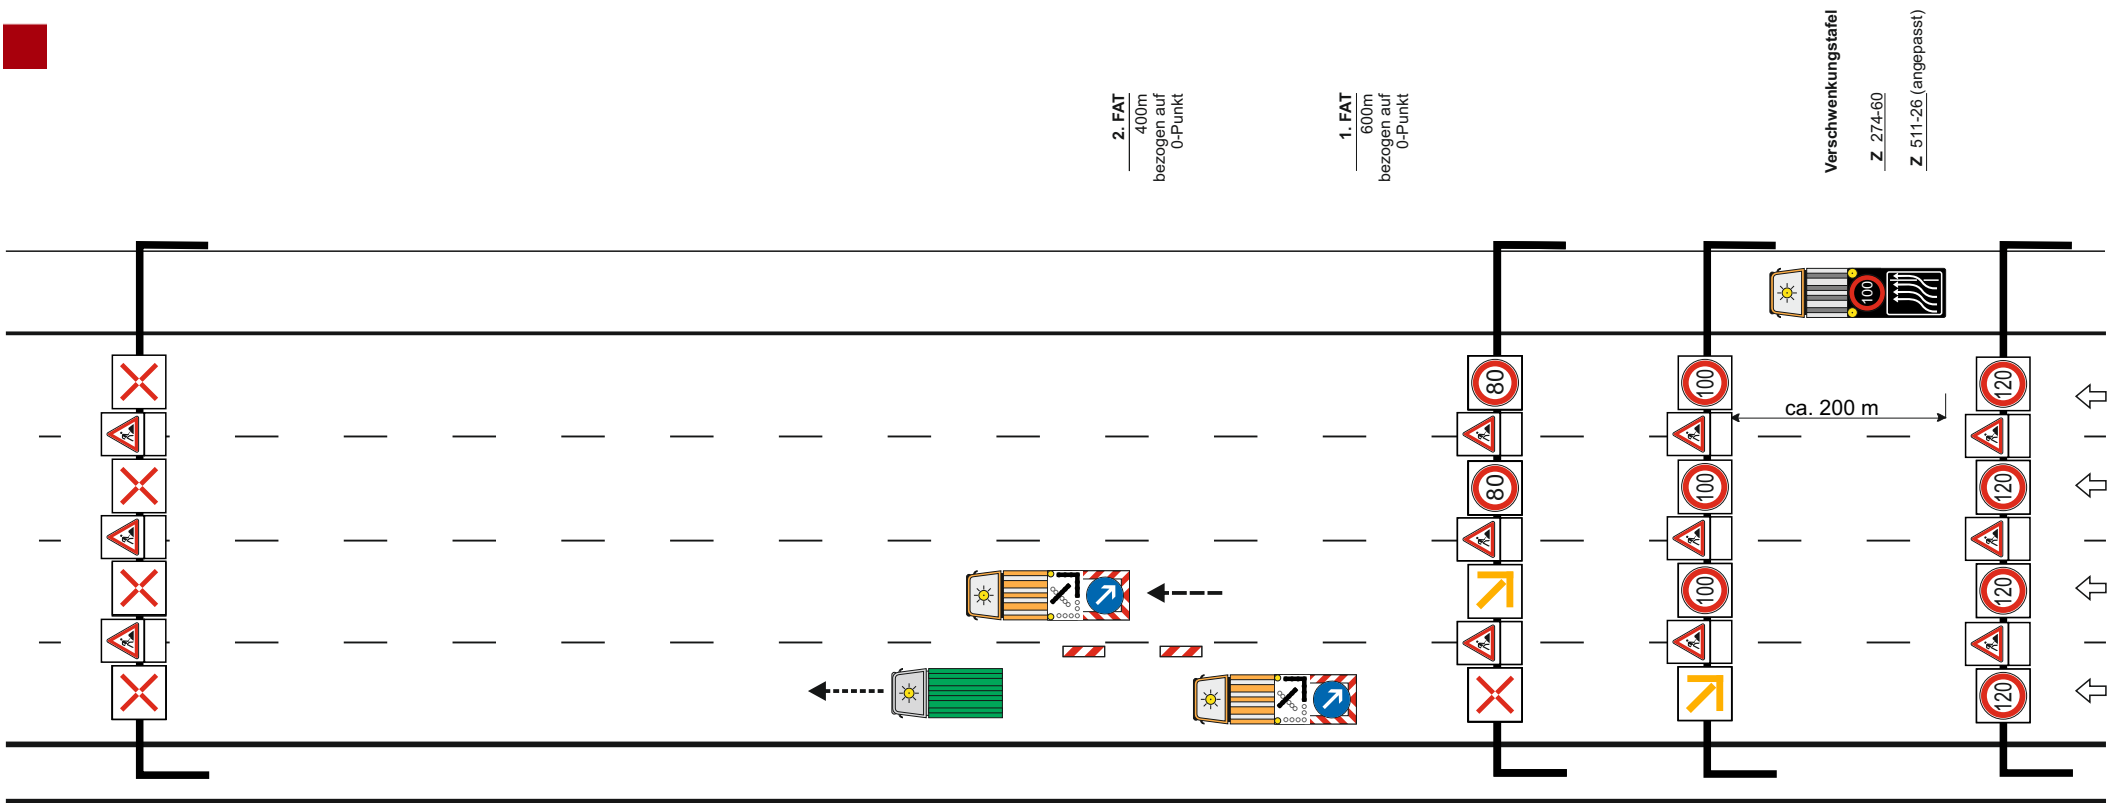 2. FAT
400m
bezogen auf
0-Punkt
1. FAT
600m
bezogen auf
0-Punkt
Verschwenkungstafel
Z 274-60
Z 511-26 (angepasst)
100
80
100
120
ca. 200 m
80
100
120
100
120
120